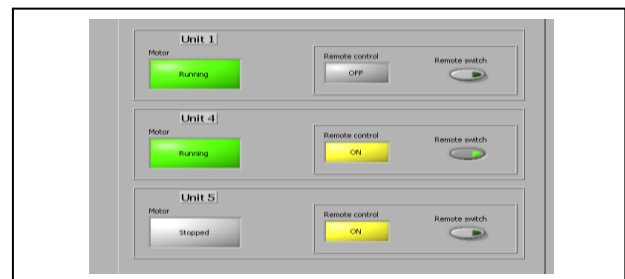 Unit 1
Motor
Running
Remote control
OFF
Remote switch
Unit 4
Motor
Running
Remote control
ON
Remote switch
Unit 5
Motor
Stopped
Remote control
ON
Remote switch